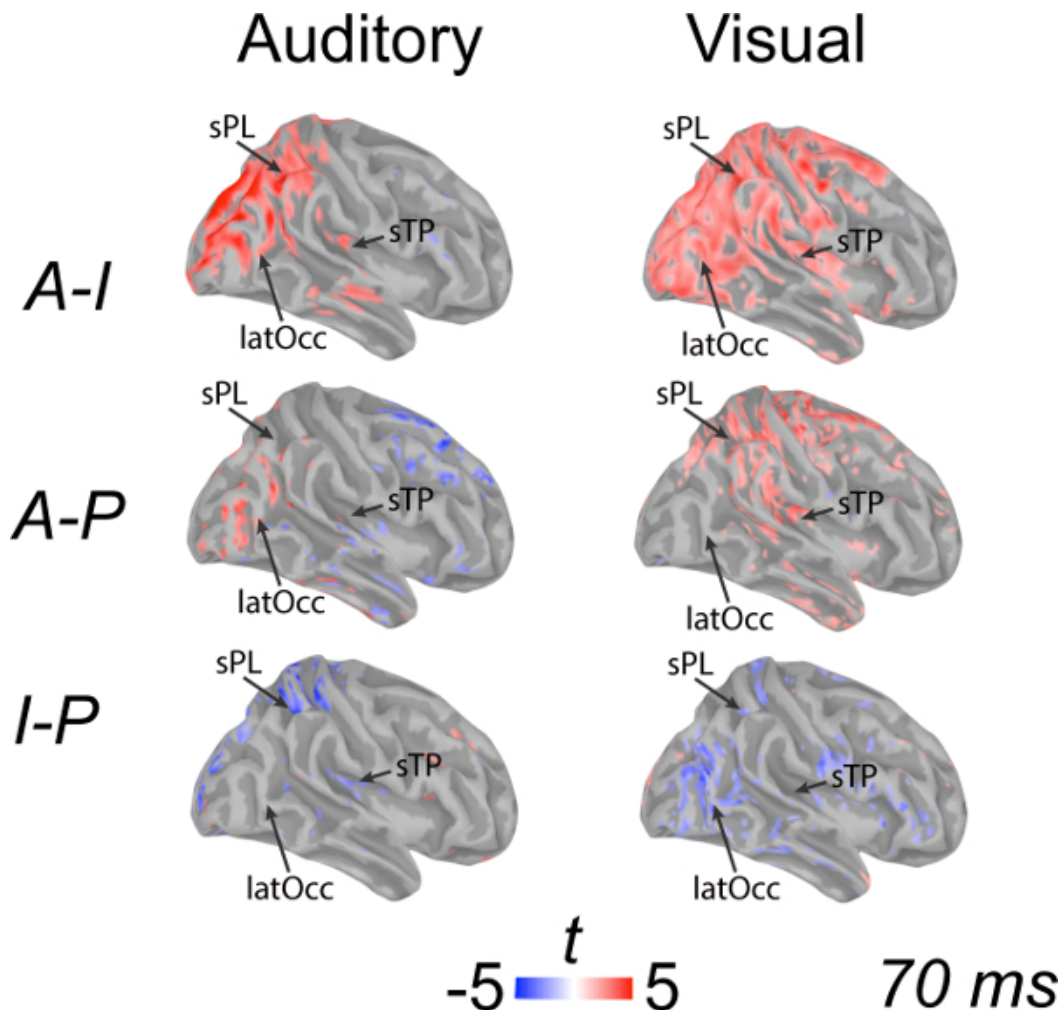 Auditory Visual
A-I
sPL
sTP
latOcc
sPL
sTP
latOcc
A-P
sPL
sTP
latOcc
sPL
sTP
latOcc
I-P
sPL
sTP
latOcc
sPL
sTP
latOcc
t
-5 5
70 ms